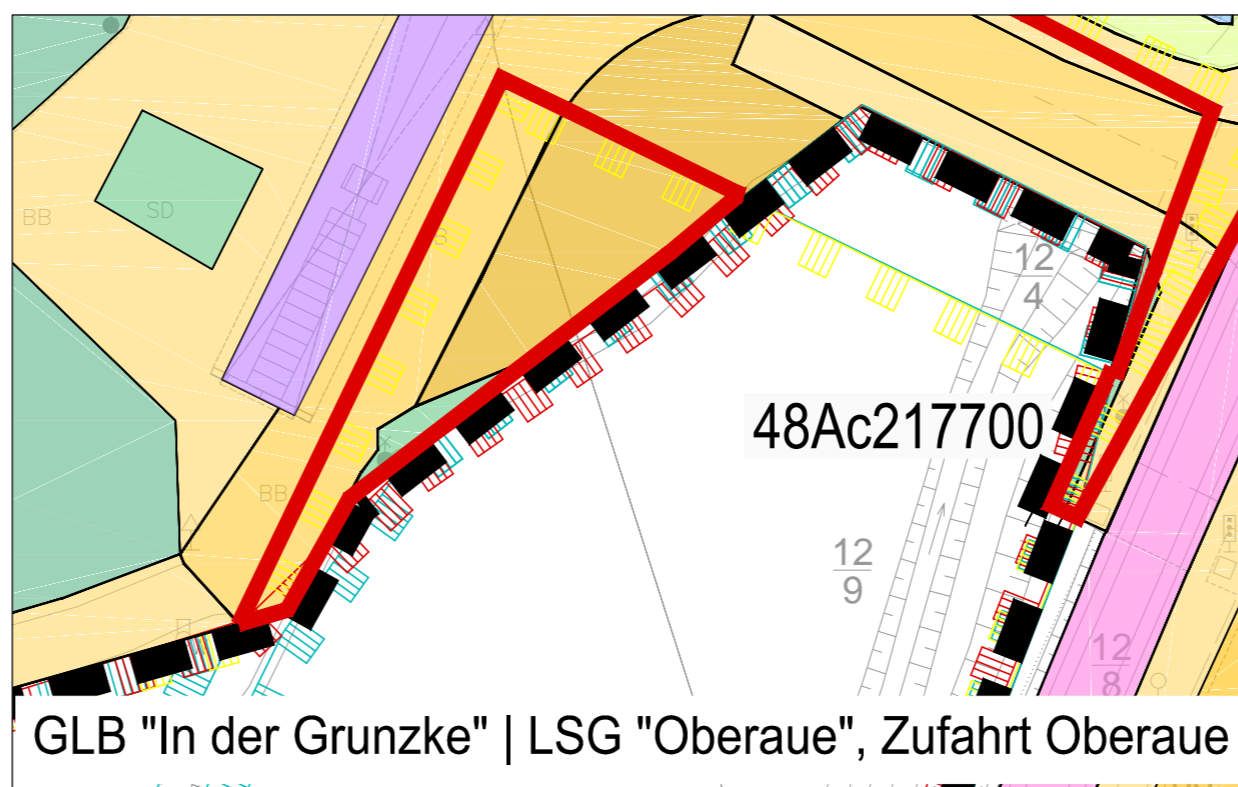 BB
SD
B
12
4
48Ac217700
BB
12
9
12
8
GLB "In der Grunzke" | LSG "Oberaue", Zufahrt Oberaue